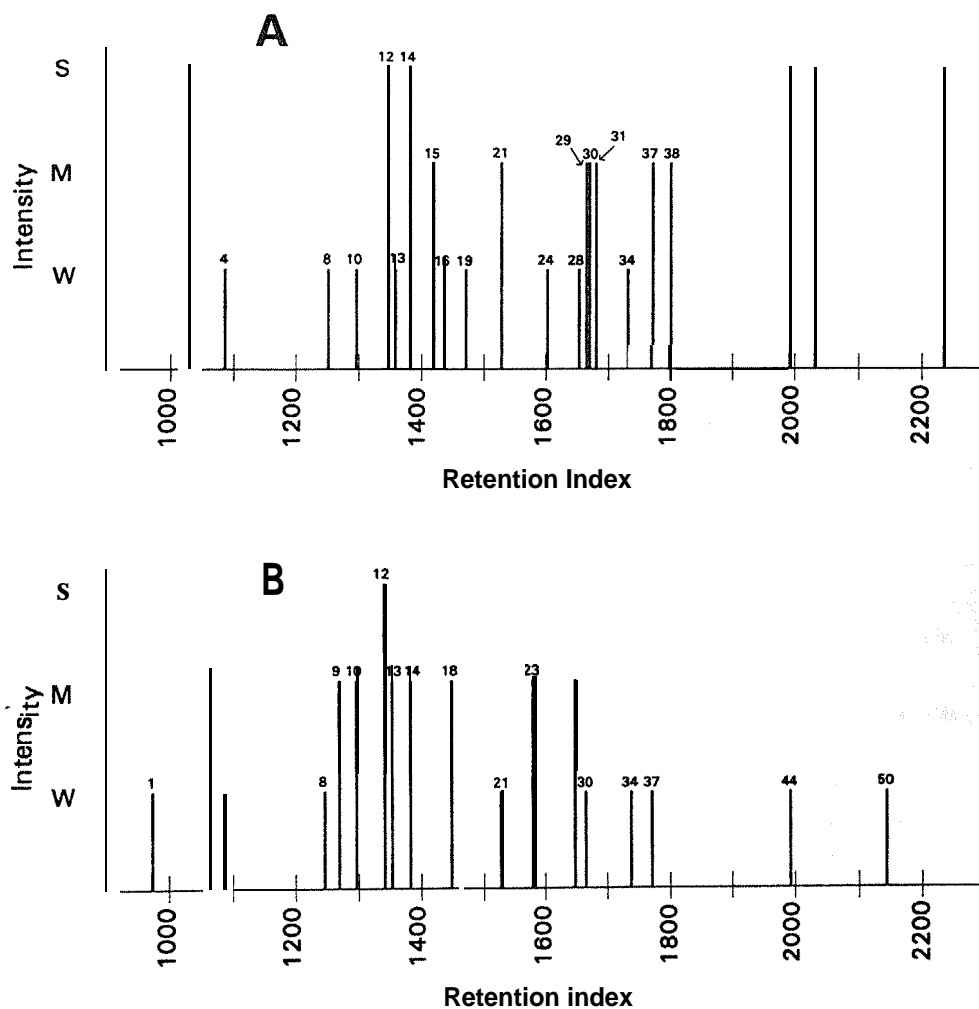 A
S
12 14
31
29 30
15 21 37 38
M
Intensity
4 8 10 13 16 19 24 28 34
W
1000 1200 1400 1600 1800 2000 2200
Retention Index
B
12
S
9 10 13 14 18 23
M
Intensity
1 8 21 30 34 37 44 50
W
1000 1200 1400 1600 1800 2000 2200
Retention index